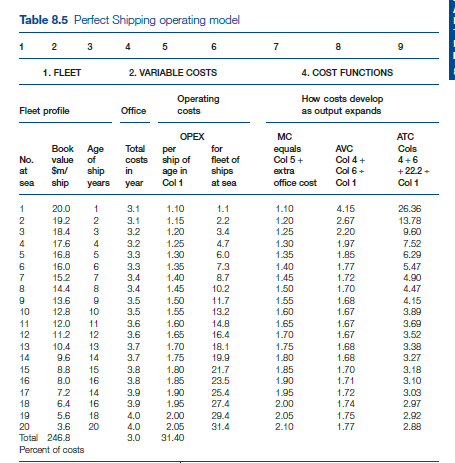 Table 8.5 Perfect Shipping operating model
1 2 3 4 5 6 7 8 9
1. FLEET 2. VARIABLE COSTS 4. COST FUNCTIONS
Operating How costs develop
Fleet profile Office costs as output expands
OPEX MC ATC
Book Age Total per for equals AVC Cols
No. value of costs ship of fleet of Col 5 + Col 4 + 4 + 6
at $m/ ship in age in ships extra Col 6 ÷ + 22.2 ÷
sea ship years year Col 1 at sea office cost Col 1 Col 1
1 20.0 1 3.1 1.10 1.1 1.10 4.15 26.36
2 19.2 2 3.1 1.15 2.2 1.20 2.67 13.78
3 18.4 3 3.2 1.20 3.4 1.25 2.20 9.60
4 17.6 4 3.2 1.25 4.7 1.30 1.97 7.52
5 16.8 5 3.3 1.30 6.0 1.35 1.85 6.29
6 16.0 6 3.3 1.35 7.3 1.40 1.77 5.47
7 15.2 7 3.4 1.40 8.7 1.45 1.72 4.90
8 14.4 8 3.4 1.45 10.2 1.50 1.70 4.47
9 13.6 9 3.5 1.50 11.7 1.55 1.68 4.15
10 12.8 10 3.5 1.55 13.2 1.60 1.67 3.89
11 12.0 11 3.6 1.60 14.8 1.65 1.67 3.69
12 11.2 12 3.6 1.65 16.4 1.70 1.67 3.52
13 10.4 13 3.7 1.70 18.1 1.75 1.68 3.38
14 9.6 14 3.7 1.75 19.9 1.80 1.68 3.27
15 8.8 15 3.8 1.80 21.7 1.85 1.70 3.18
16 8.0 16 3.8 1.85 23.5 1.90 1.71 3.10
17 7.2 14 3.9 1.90 25.4 1.95 1.72 3.03
18 6.4 16 3.9 1.95 27.4 2.00 1.74 2.97
19 5.6 18 4.0 2.00 29.4 2.05 1.75 2.92
20 3.6 20 4.0 2.05 31.4 2.10 1.77 2.88
Total 246.8 3.0 31.40
Percent of costs